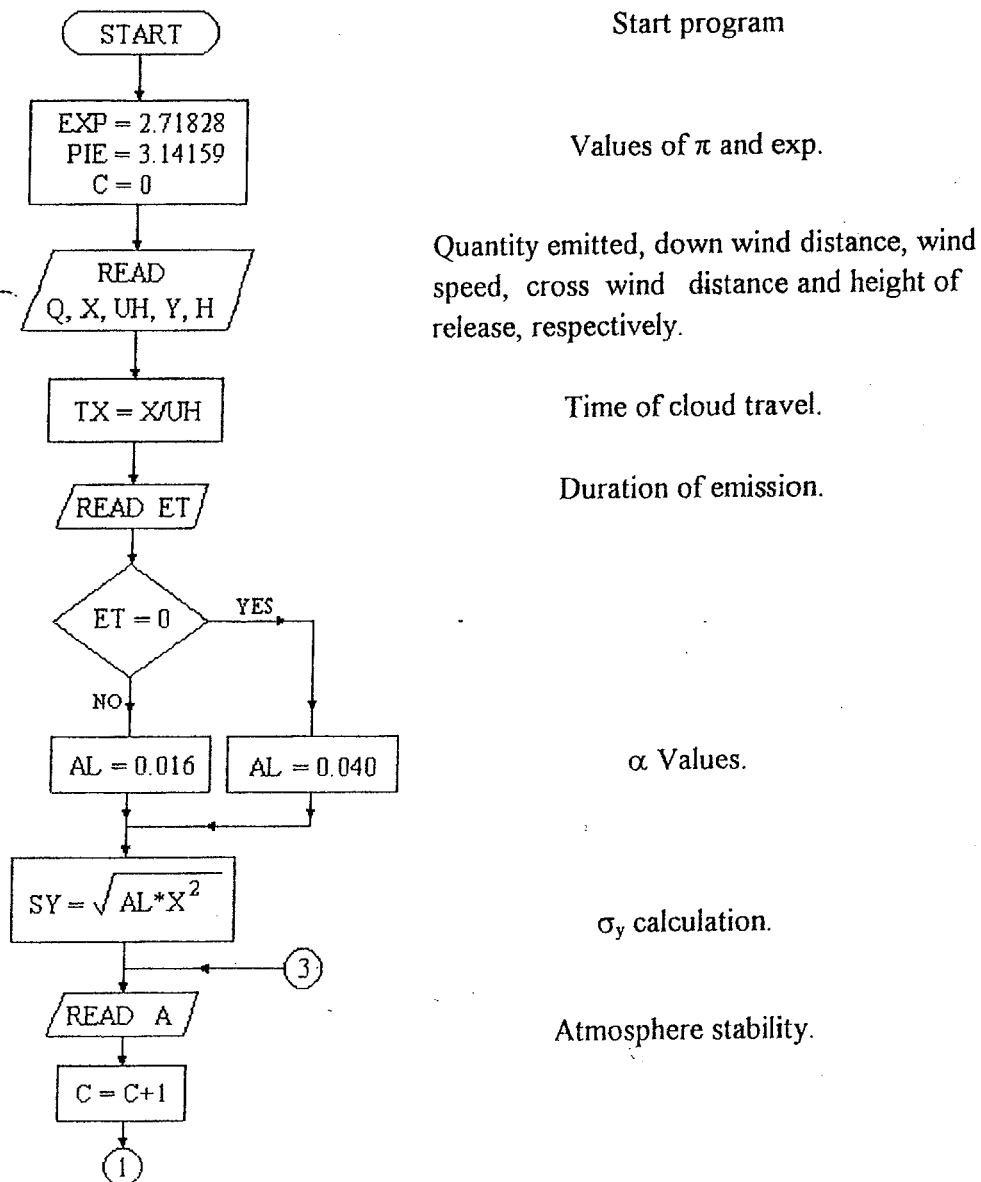 START
Start program
EXP = 2.71828
PIE = 3.14159
C = 0
Values of π and exp.
READ
Q, X, UH, Y, H
Quantity emitted, down wind distance, wind
speed, cross wind distance and height of
release, respectively.
TX = X/UH
Time of cloud travel.
READ ET
Duration of emission.
ET = 0
YES
NO
AL = 0.016
AL = 0.040
α Values.
SY = √AL*X²
σy calculation.
3
READ A
Atmosphere stability.
C = C+1
1